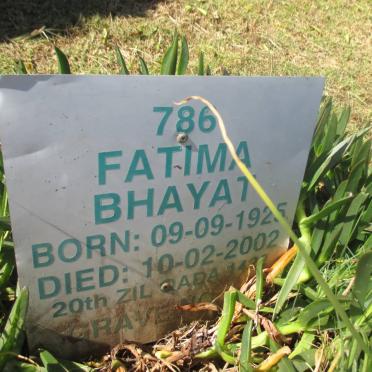 786
FATIMA
BHAYAT
BORN: 09-09-1925
DIED: 10-02-2002
20th ZIL
GRAVE